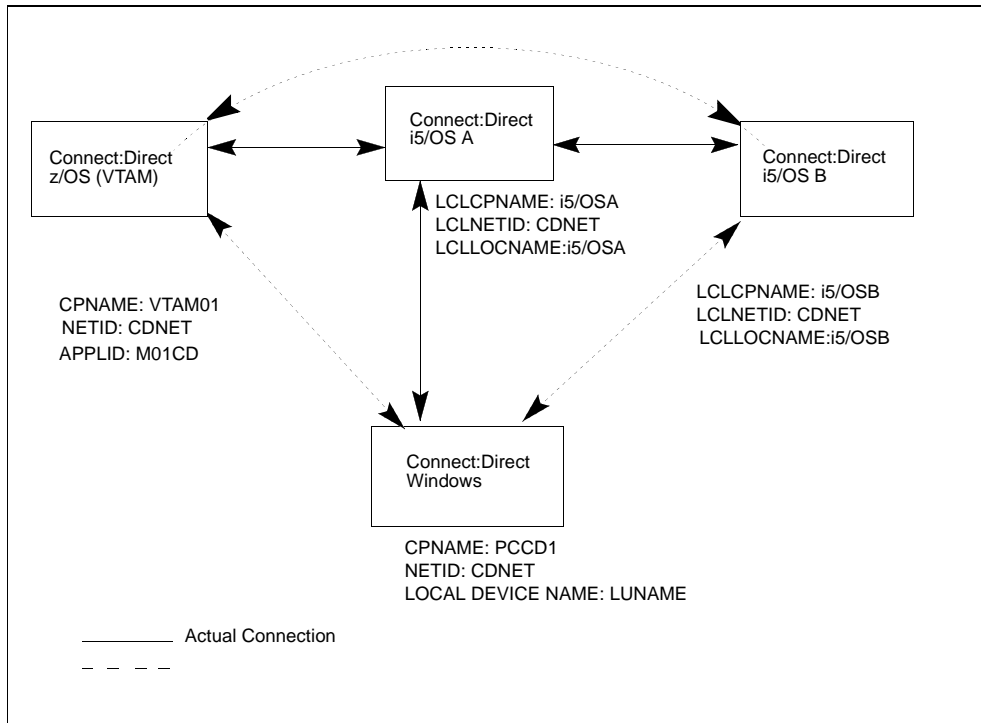 Connect:Direct
i5/OS A
Connect:Direct
z/OS (VTAM)
Connect:Direct
i5/OS B
LCLCPNAME: i5/OSA
LCLNETID: CDNET
LCLLOCNAME:i5/OSA
CPNAME: VTAM01
NETID: CDNET
APPLID: M01CD
LCLCPNAME: i5/OSB
LCLNETID: CDNET
LCLLOCNAME:i5/OSB
Connect:Direct
Windows
CPNAME: PCCD1
NETID: CDNET
LOCAL DEVICE NAME: LUNAME
Actual Connection